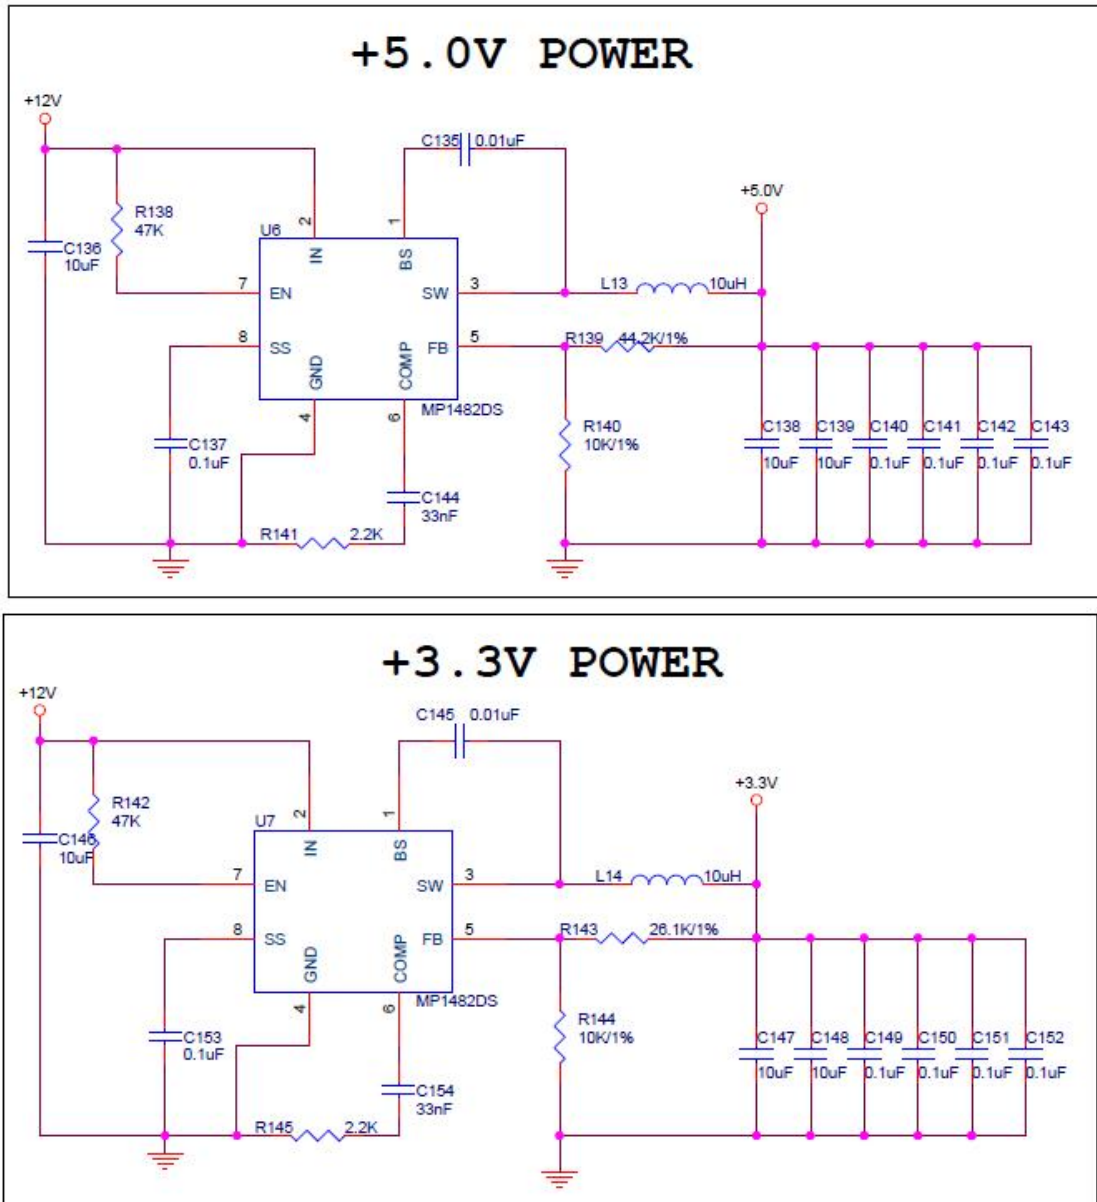 +5.0V POWER
+12V
C135 0.01uF
+5.0V
R138
47K
C136
10uF
U6
2
1
IN
BS
7
EN
SW
3
L13
10uH
8
SS
FB
5
R139
44.2K/1%
GND
COMP
MP1482DS
4
6
C137
0.1uF
R140
10K/1%
C138
10uF
C139
10uF
C140
0.1uF
C141
0.1uF
C142
0.1uF
C143
0.1uF
C144
33nF
R141
2.2K
+3.3V POWER
+12V
C145 0.01uF
+3.3V
R142
47K
C146
10uF
U7
2
1
IN
BS
7
EN
SW
3
L14
10uH
8
SS
FB
5
R143
26.1K/1%
GND
COMP
MP1482DS
4
6
C153
0.1uF
R144
10K/1%
C147
10uF
C148
10uF
C149
0.1uF
C150
0.1uF
C151
0.1uF
C152
0.1uF
C154
33nF
R145
2.2K